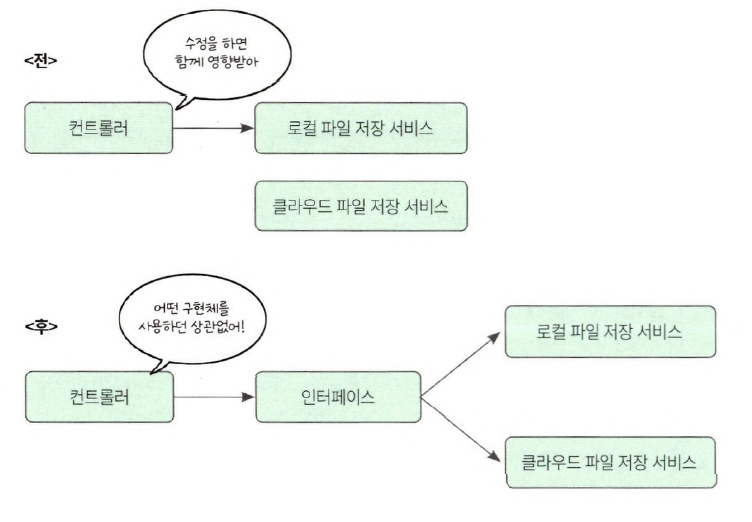 <전>
수정을 하면
함께 영향받아
컨트롤러
로컬 파일 저장 서비스
클라우드 파일 저장 서비스
<후>
어떤 구현체를
사용하던 상관없어!
컨트롤러
인터페이스
로컬 파일 저장 서비스
클라우드 파일 저장 서비스